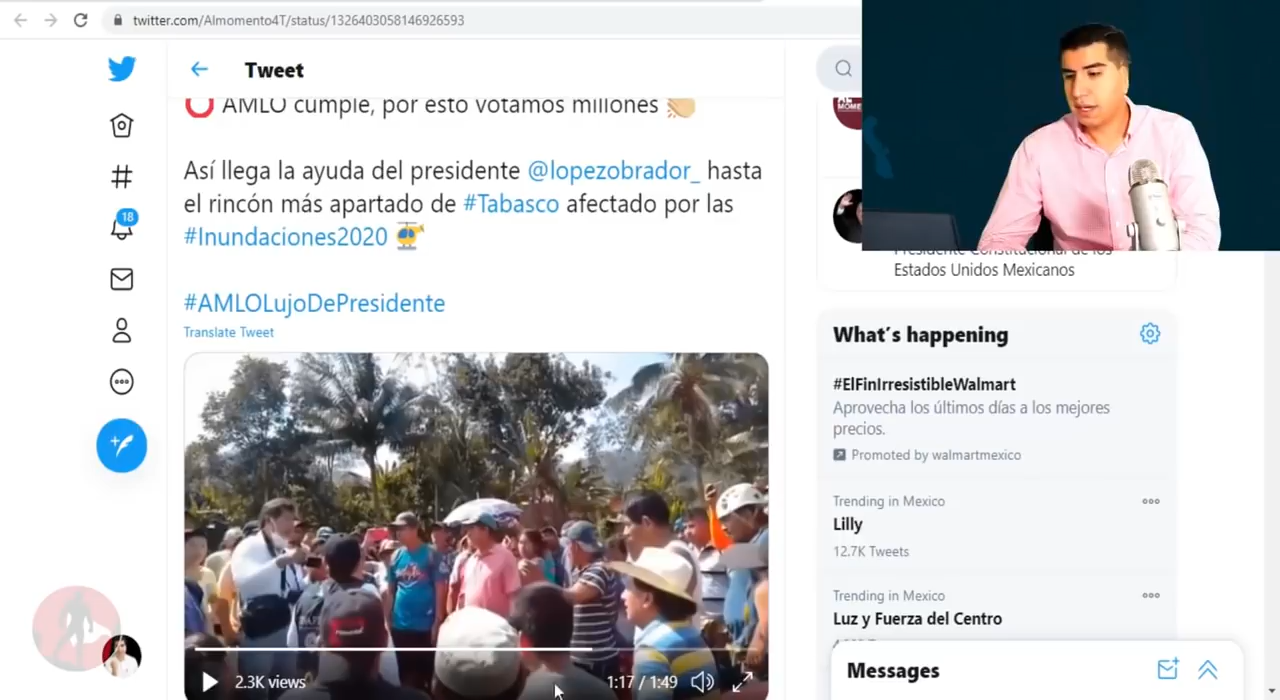 twitter.com/Almomento4T/status/1326403058146926593
Tweet
AMLO cumple, por esto votamos millones
Así llega la ayuda del presidente @lopezobrador_ hasta
el rincón más apartado de #Tabasco afectado por las
#Inundaciones2020
#AMLOLujoDePresidente
Translate Tweet
18
2.3K views
1:17 / 1:49
Presidente Constitucional de los
Estados Unidos Mexicanos
What's happening
#ElFinIrresistibleWalmart
Aprovecha los últimos días a los mejores
precios.
Promoted by walmartmexico
Trending in Mexico
Lilly
12.7K Tweets
Trending in Mexico
Luz y Fuerza del Centro
Messages